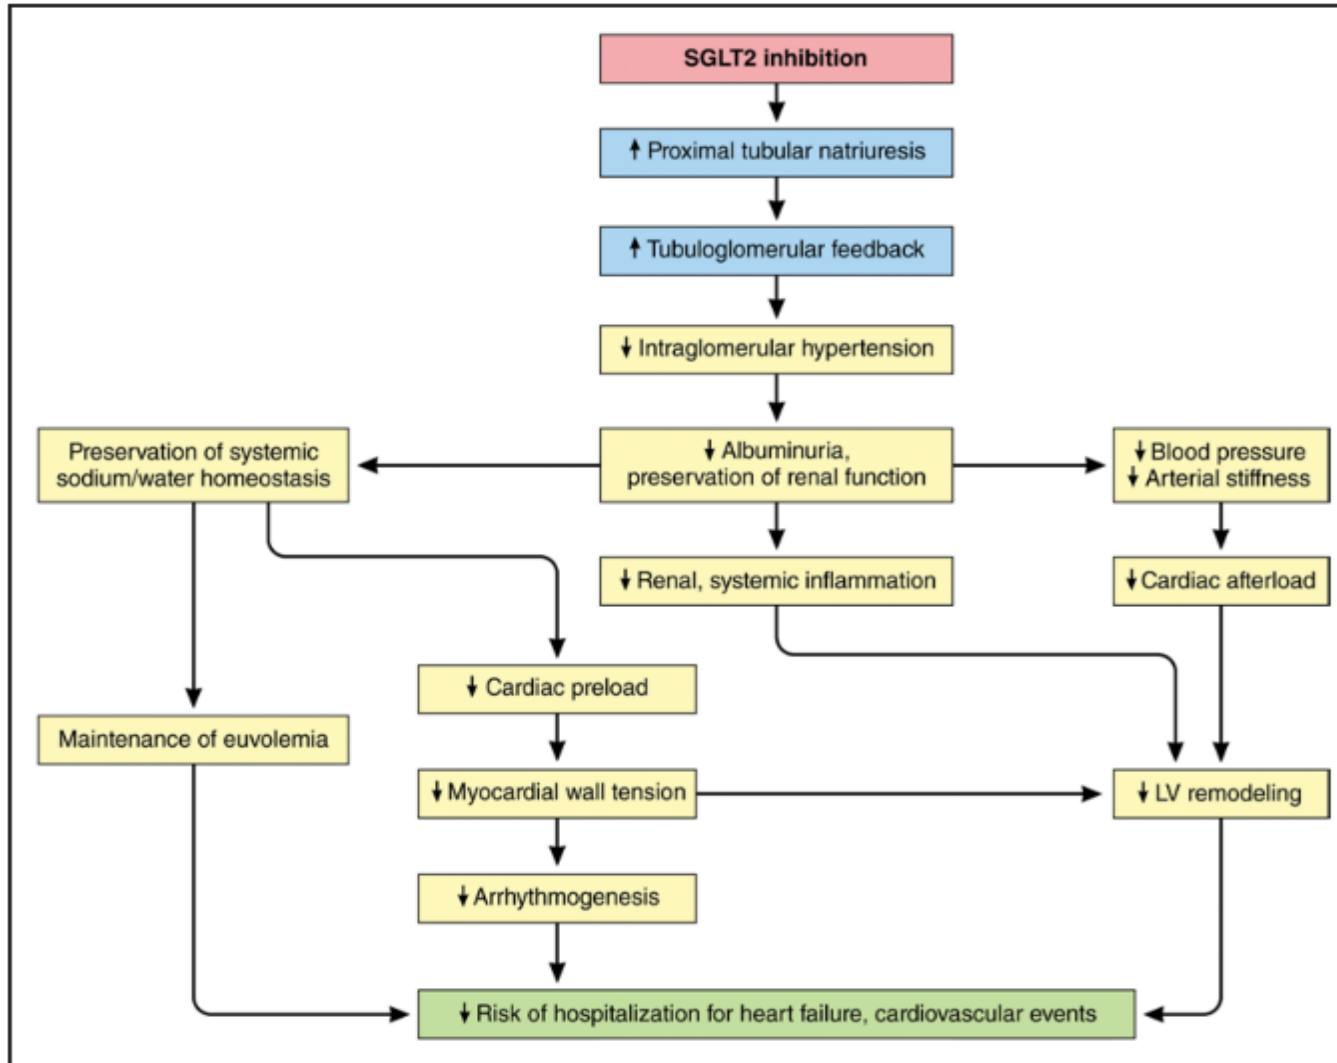 SGLT2 inhibition
↑ Proximal tubular natriuresis
↑ Tubuloglomerular feedback
↓ Intraglomerular hypertension
Preservation of systemic
sodium/water homeostasis
↓ Albuminuria,
preservation of renal function
↓ Blood pressure
↓ Arterial stiffness
↓ Renal, systemic inflammation
↓ Cardiac afterload
↓ Cardiac preload
Maintenance of euvolemia
↓ Myocardial wall tension
↓ LV remodeling
↓ Arrhythmogenesis
↓ Risk of hospitalization for heart failure, cardiovascular events